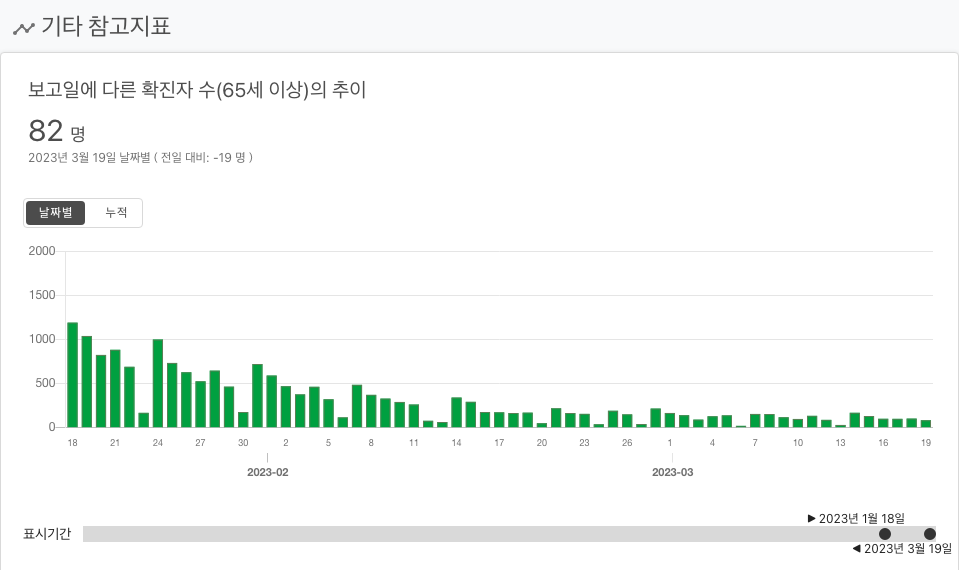 기타 참고지표
보고일에 다른 확진자 수(65세 이상)의 추이
82 명
2023년 3월 19일 날짜별 ( 전일 대비: -19 명 )
날짜별 누적
2000
1500
1000
500
0
18 21 24 27 30 2 5 8 11 14 17 20 23 26 1 4 7 10 13 16 19
2023-02 2023-03
▶ 2023년 1월 18일
표시기간
◀ 2023년 3월 19일